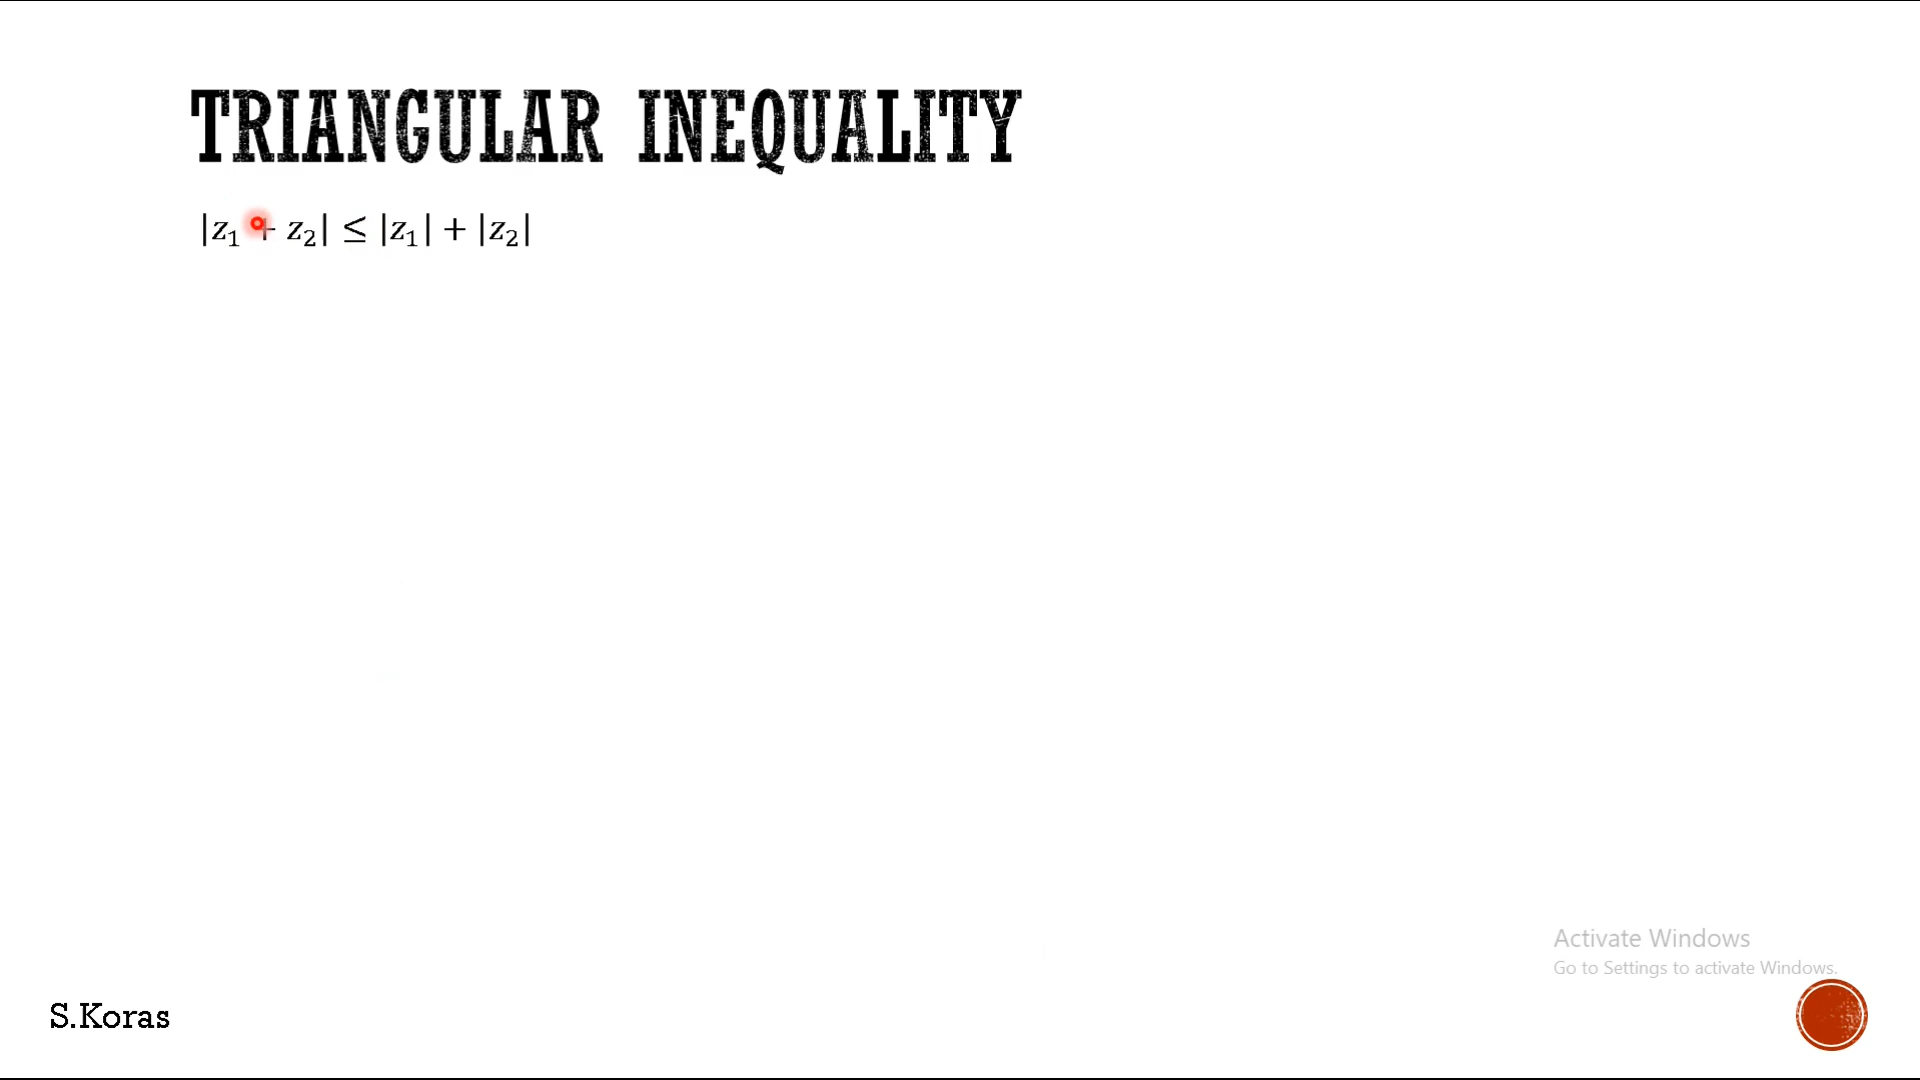 TRIANGULAR INEQUALITY
|z₁ + z₂| ≤ |z₁| + |z₂|
Activate Windows
Go to Settings to activate Windows.
S.Koras